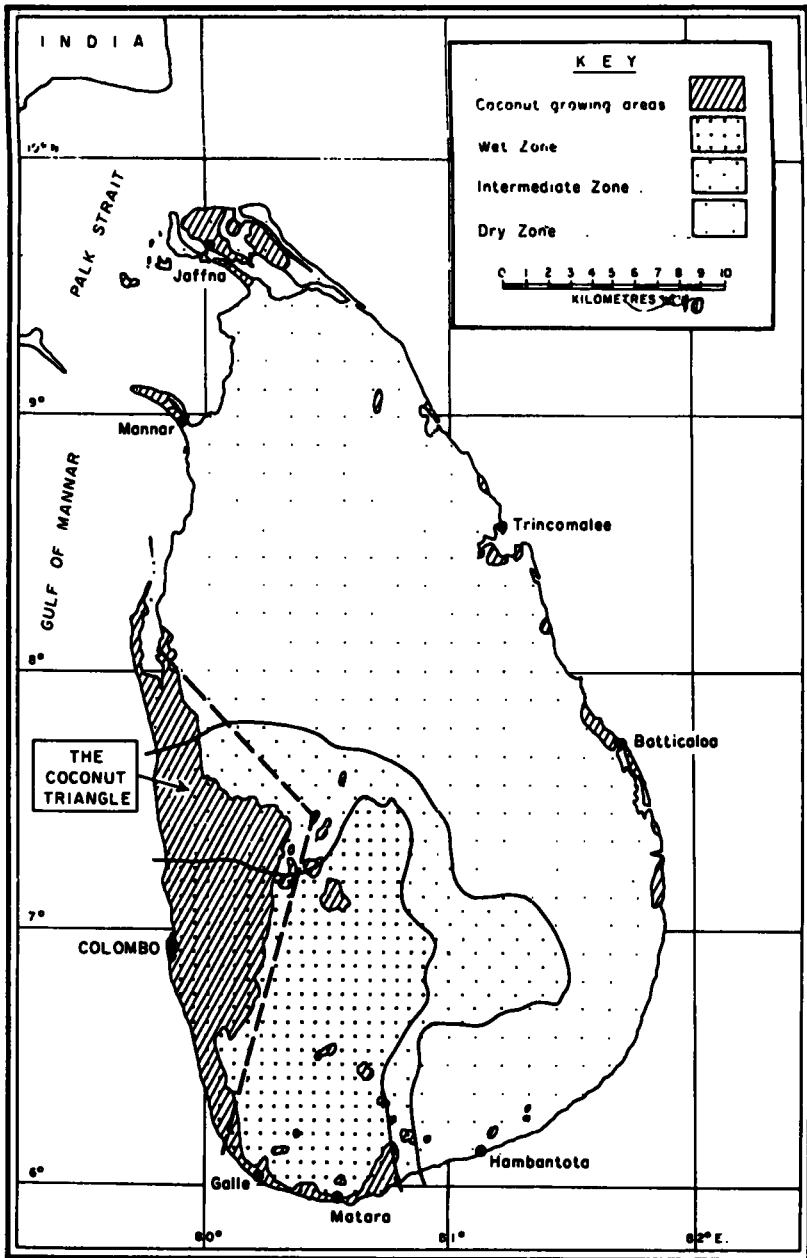 INDIA
KEY
Coconut growing areas
Wet Zone
Intermediate Zone
Dry Zone
0 1 2 3 4 5 6 7 8 9 10
KILOMETRES ×10
10° N
PALK STRAIT
Jaffna
9°
Mannar
GULF OF MANNAR
Trincomalee
8°
THE
COCONUT
TRIANGLE
Batticaloa
7°
COLOMBO
6°
Galle
Matara
Hambantota
80°
81°
82° E.